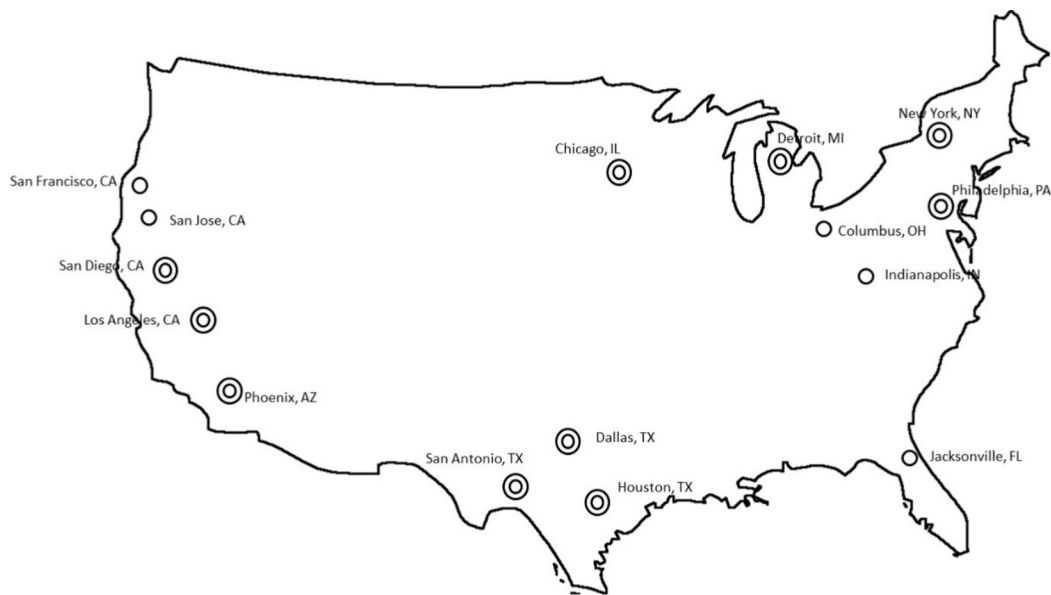 New York, NY
Detroit, MI
Chicago, IL
San Francisco, CA
Philadelphia, PA
San Jose, CA
Columbus, OH
San Diego, CA
Indianapolis, IN
Los Angeles, CA
Phoenix, AZ
Dallas, TX
San Antonio, TX
Jacksonville, FL
Houston, TX